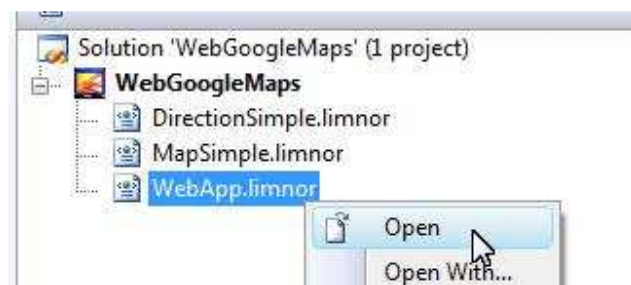 Solution 'WebGoogleMaps' (1 project)
WebGoogleMaps
DirectionSimple.limnor
MapSimple.limnor
WebApp.limnor
Open
Open With...